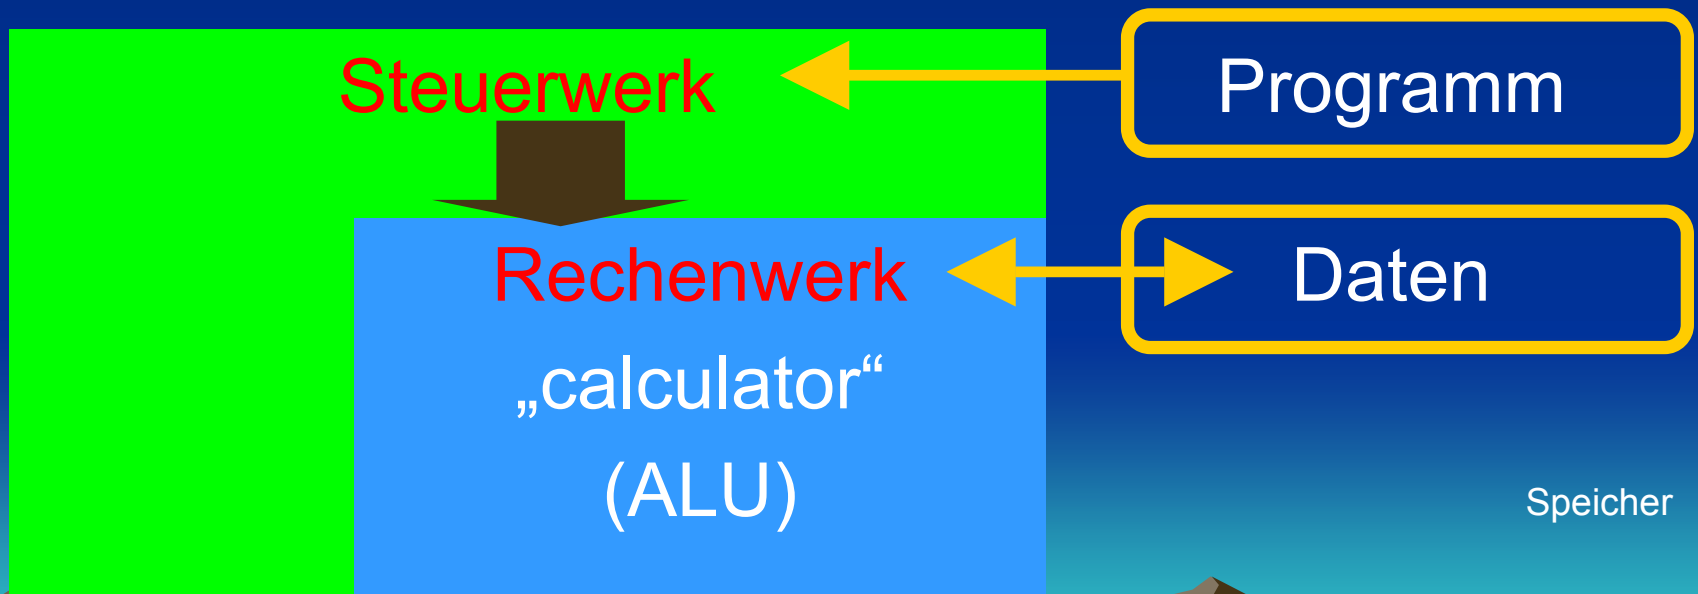 Steuerwerk
Programm
Rechenwerk
Daten
„calculator“
(ALU)
Speicher